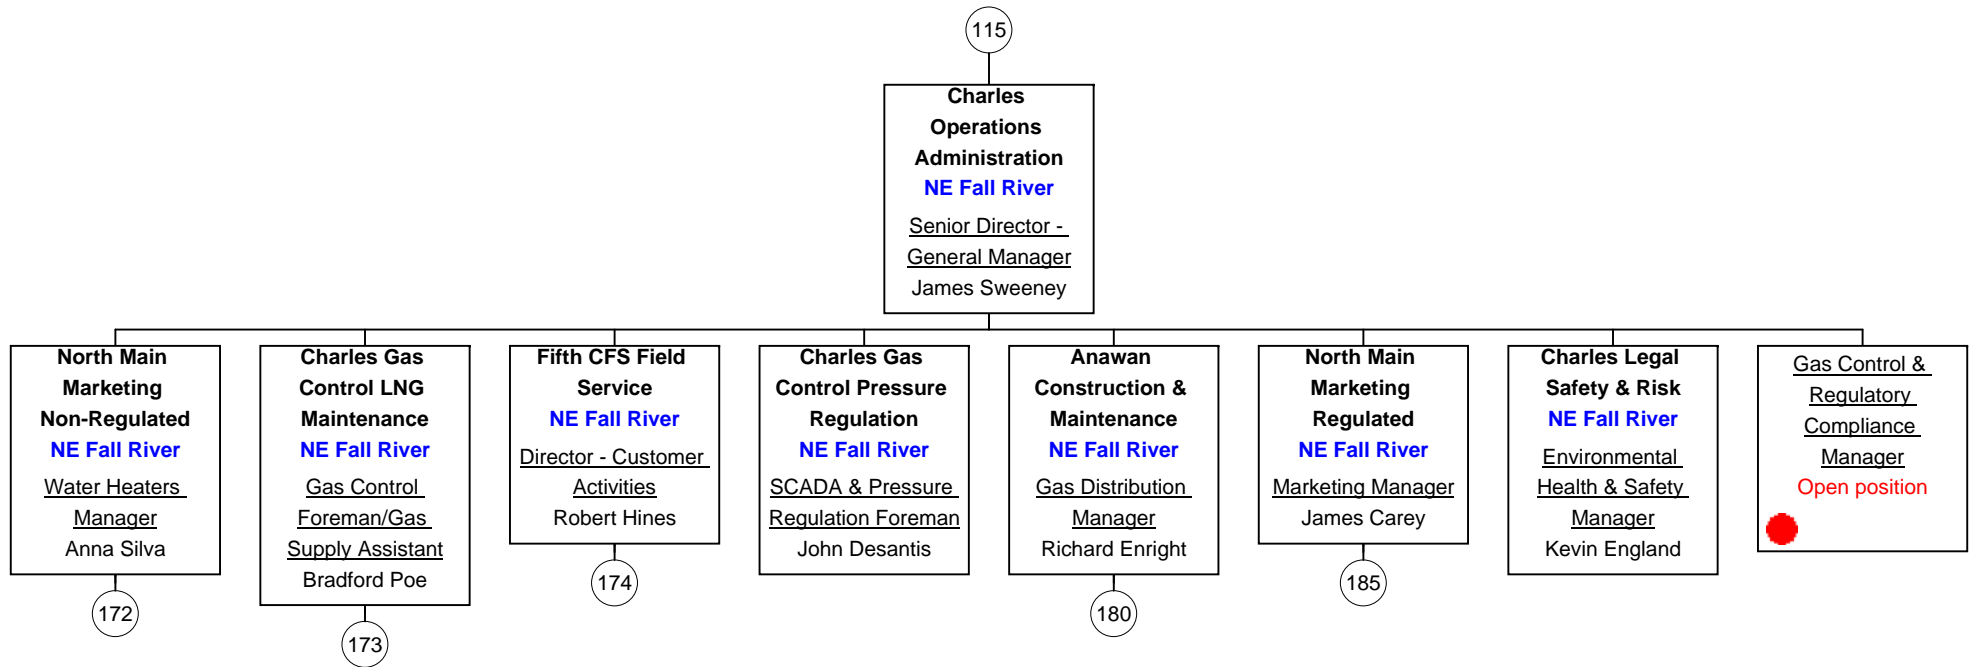 115
Charles
Operations
Administration
NE Fall River
Senior Director -
General Manager
James Sweeney
North Main
Marketing
Non-Regulated
NE Fall River
Water Heaters
Manager
Anna Silva
172
Charles Gas
Control LNG
Maintenance
NE Fall River
Gas Control
Foreman/Gas
Supply Assistant
Bradford Poe
173
Fifth CFS Field
Service
NE Fall River
Director - Customer
Activities
Robert Hines
174
Charles Gas
Control Pressure
Regulation
NE Fall River
SCADA & Pressure
Regulation Foreman
John Desantis
Anawan
Construction &
Maintenance
NE Fall River
Gas Distribution
Manager
Richard Enright
180
North Main
Marketing
Regulated
NE Fall River
Marketing Manager
James Carey
185
Charles Legal
Safety & Risk
NE Fall River
Environmental
Health & Safety
Manager
Kevin England
Gas Control &
Regulatory
Compliance
Manager
Open position